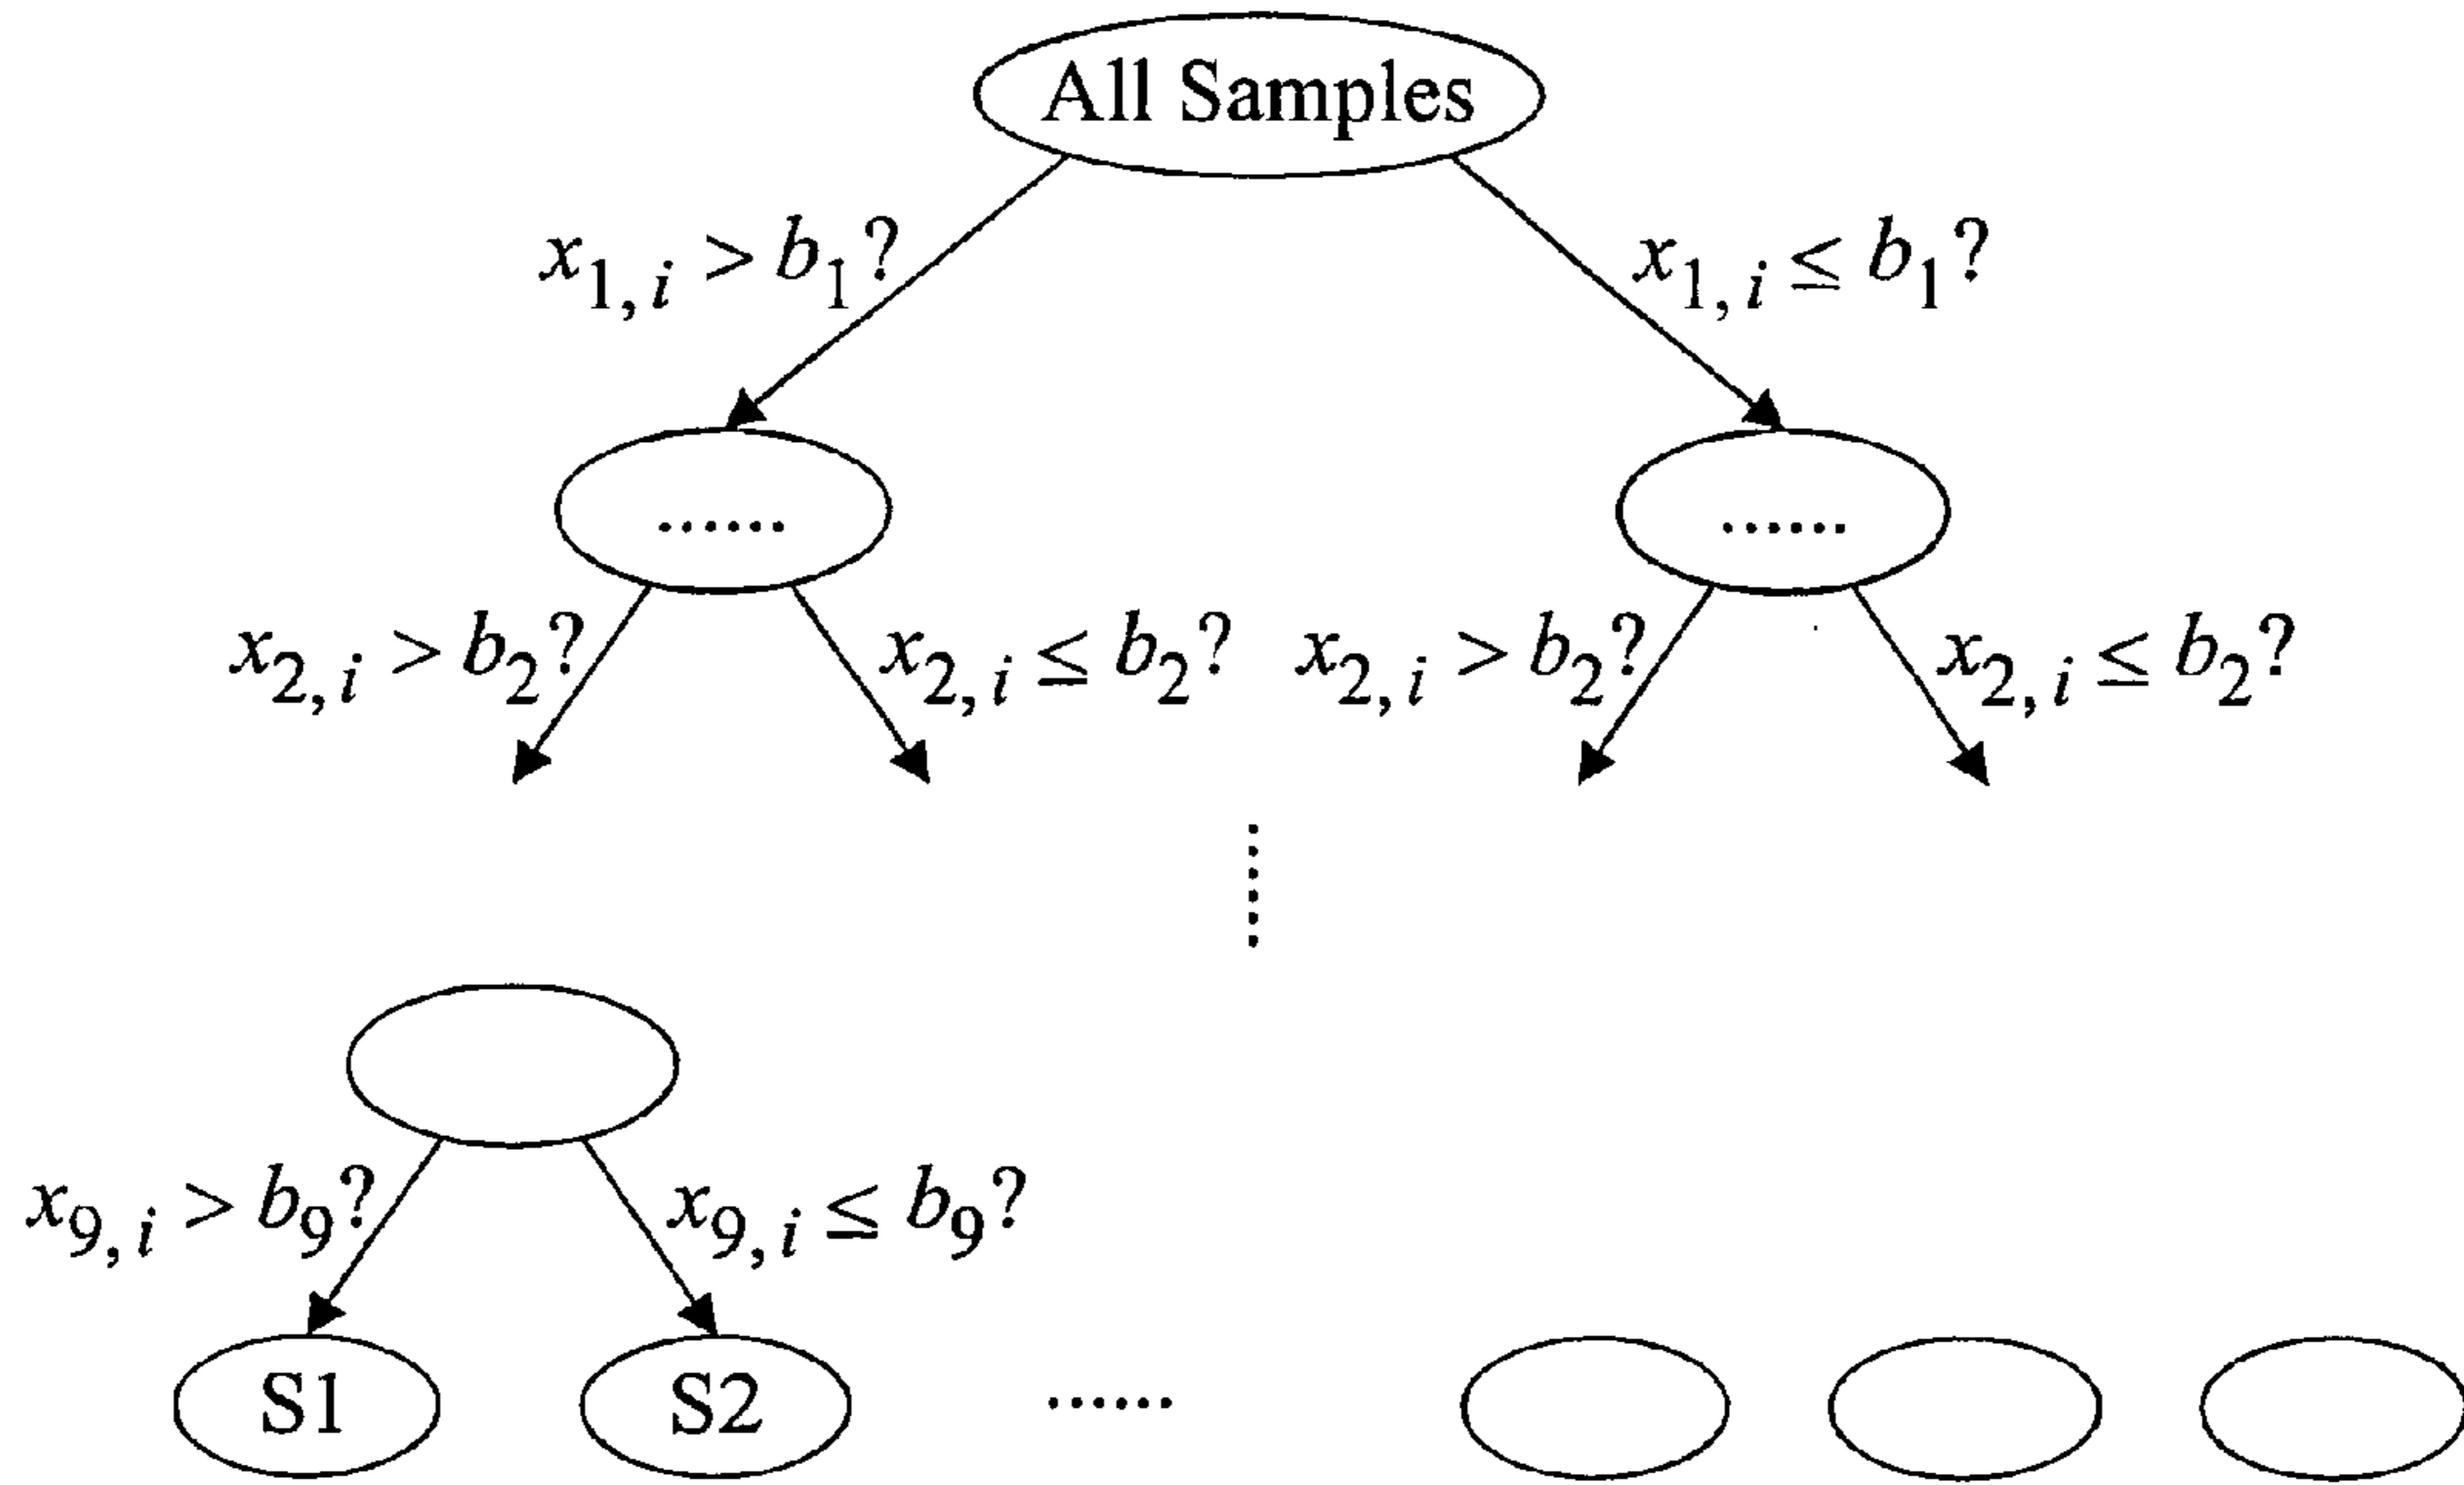 All Samples
x1, i > b1? x1, i ≤ b1?
...... ......
x2, i > b2? x2, i ≤ b2? x2, i > b2? x2, i ≤ b2?
......
x9, i > b9? x9, i ≤ b9?
S1 S2 ......